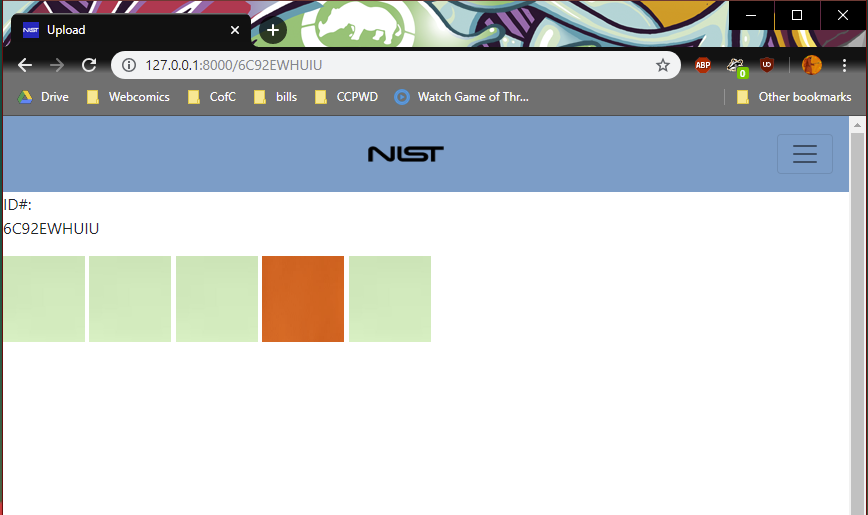 NIST Upload
127.0.0.1:8000/6C92EWHUIU
ABP 0 UD
Drive Webcomics CofC bills CCPWD Watch Game of Thr... Other bookmarks
NIST
ID#:
6C92EWHUIU